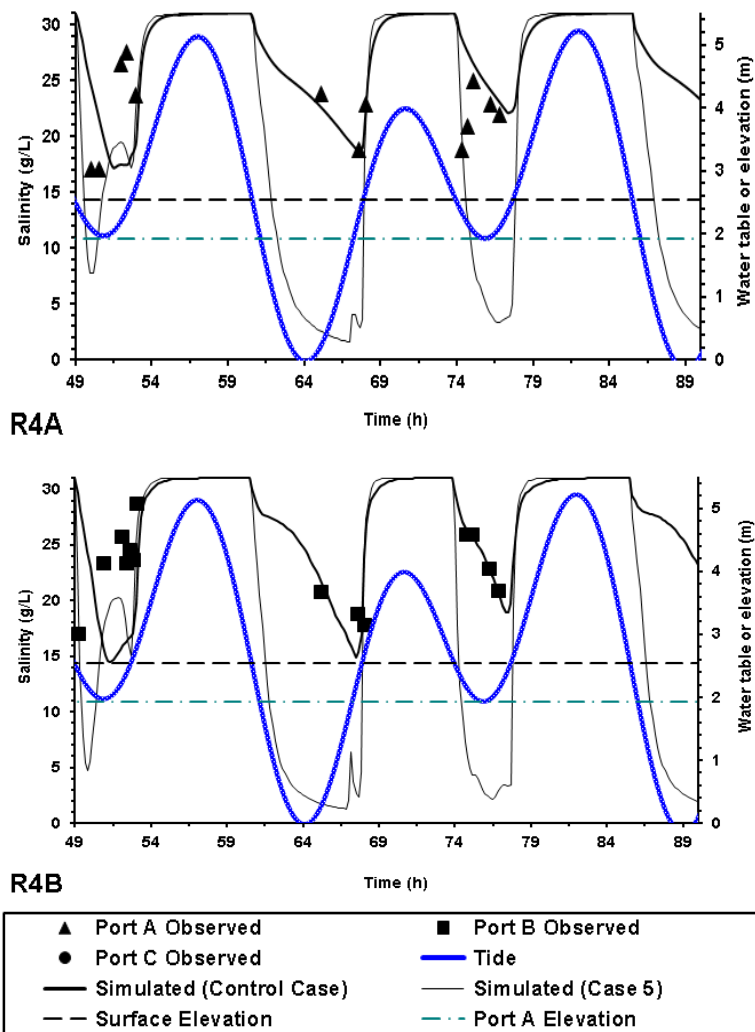 Salinity (g/L)
30
25
20
15
10
5
0
5
4
3
2
1
0
Water table or elevation (m)
49 54 59 64 69 74 79 84 89
Time (h)
R4A
Salinity (g/L)
30
25
20
15
10
5
0
5
4
3
2
1
0
Water table or elevation (m)
49 54 59 64 69 74 79 84 89
Time (h)
R4B
Port A Observed Port B Observed
Port C Observed Tide
Simulated (Control Case) Simulated (Case 5)
Surface Elevation Port A Elevation